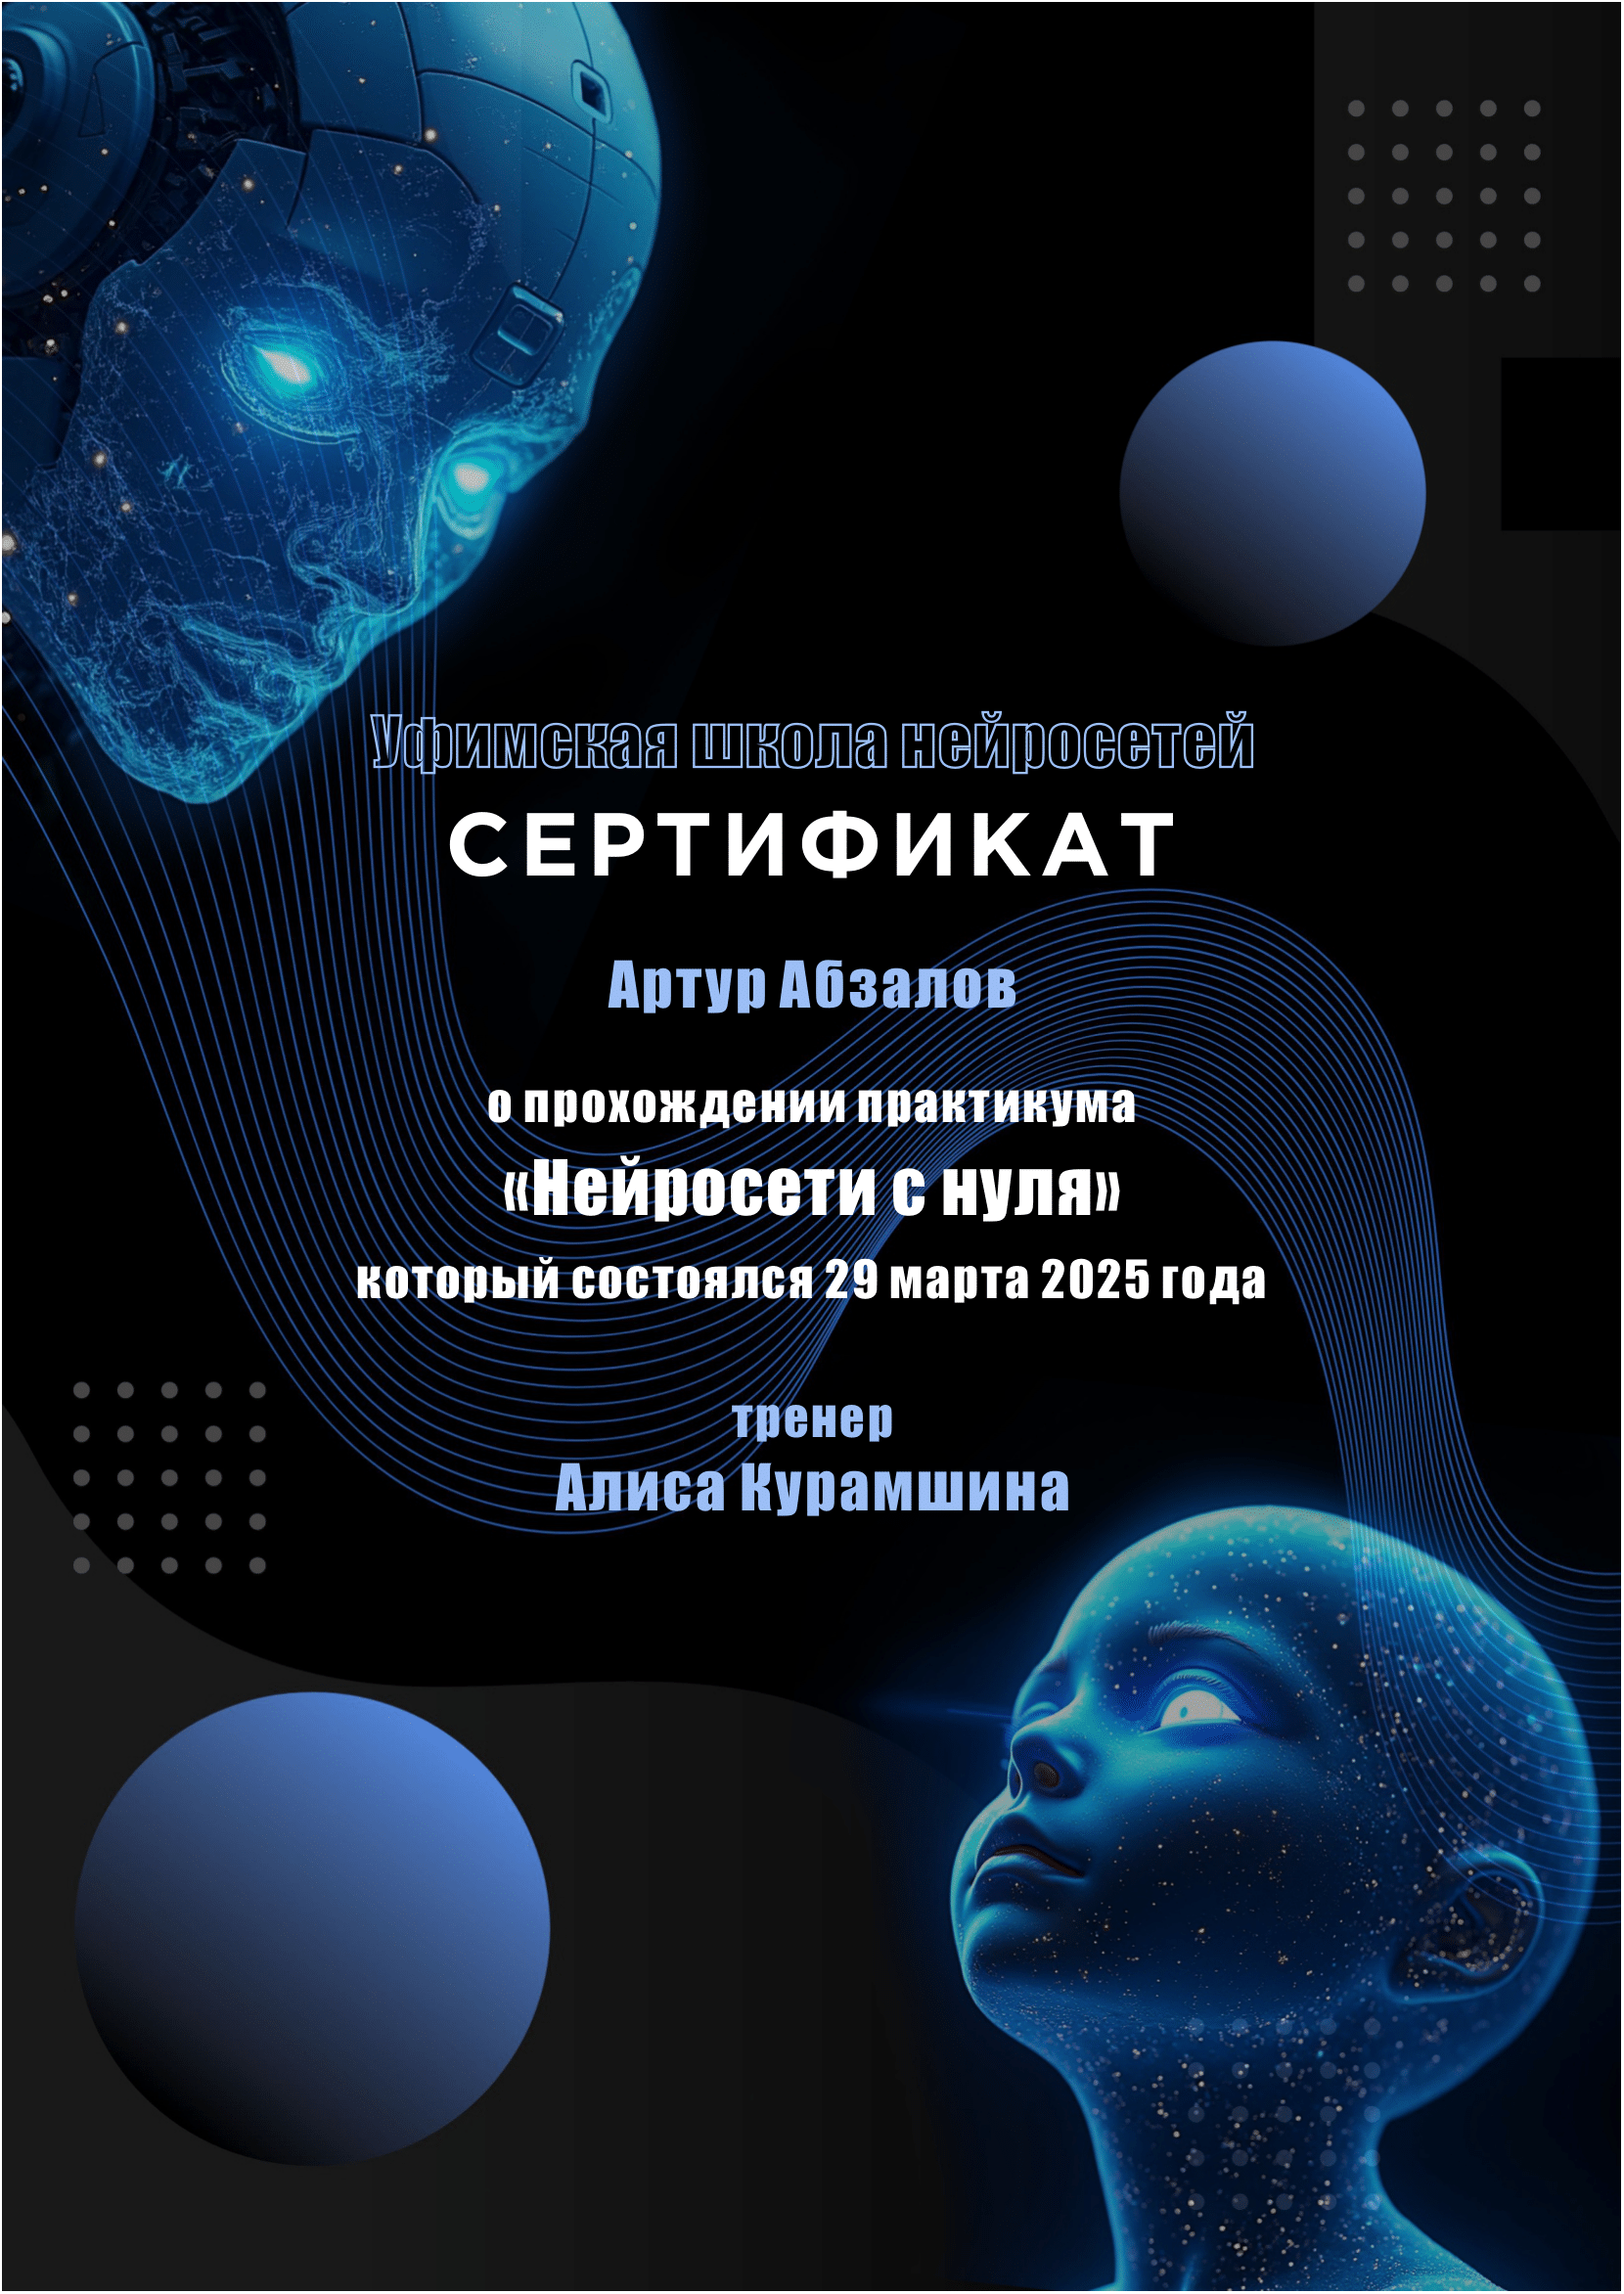 Уфимская школа нейросетей
СЕРТИФИКАТ
Артур Абзалов
о прохождении практикума
«Нейросети с нуля»
который состоялся 29 марта 2025 года
тренер
Алиса Курамшина